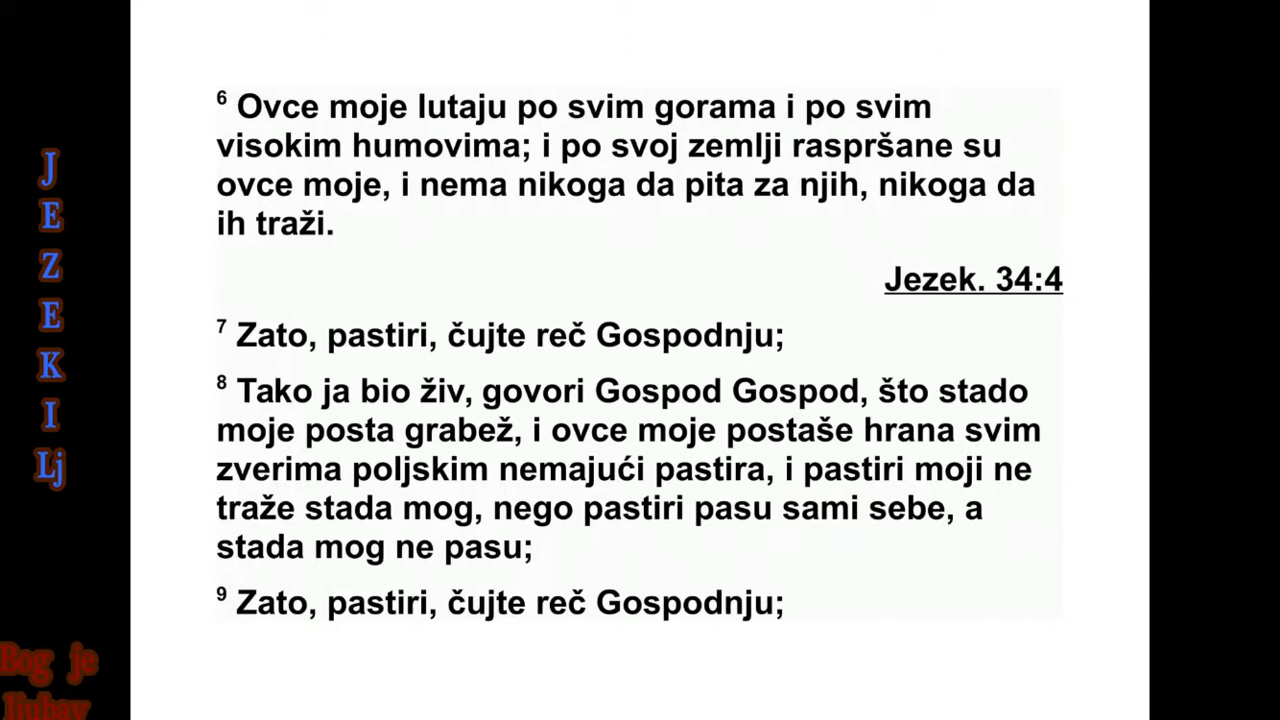 J
E
Z
E
K
I
Lj
Bog je
ljubav
6 Ovce moje lutaju po svim gorama i po svim
visokim humovima; i po svoj zemlji raspršane su
ovce moje, i nema nikoga da pita za njih, nikoga da
ih traži.
Jezek. 34:4
7 Zato, pastiri, čujte reč Gospodnju;
8 Tako ja bio živ, govori Gospod Gospod, što stado
moje posta grabež, i ovce moje postaše hrana svim
zverima poljskim nemajući pastira, i pastiri moji ne
traže stada mog, nego pastiri pasu sami sebe, a
stada mog ne pasu;
9 Zato, pastiri, čujte reč Gospodnju;